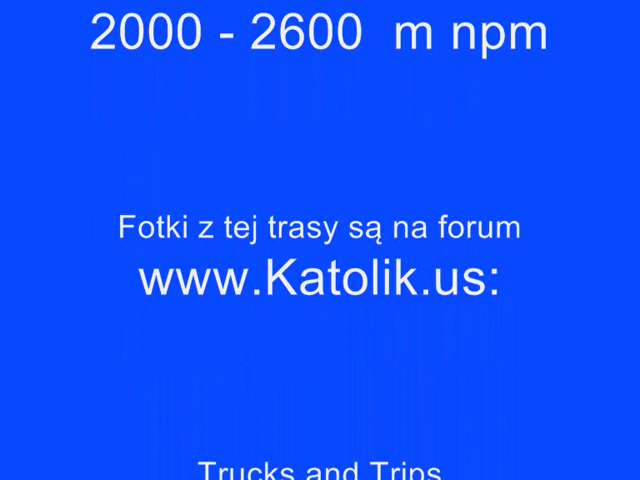 2000 - 2600  m npm
Fotki z tej trasy są na forum
www.Katolik.us:
Trucks and Trips